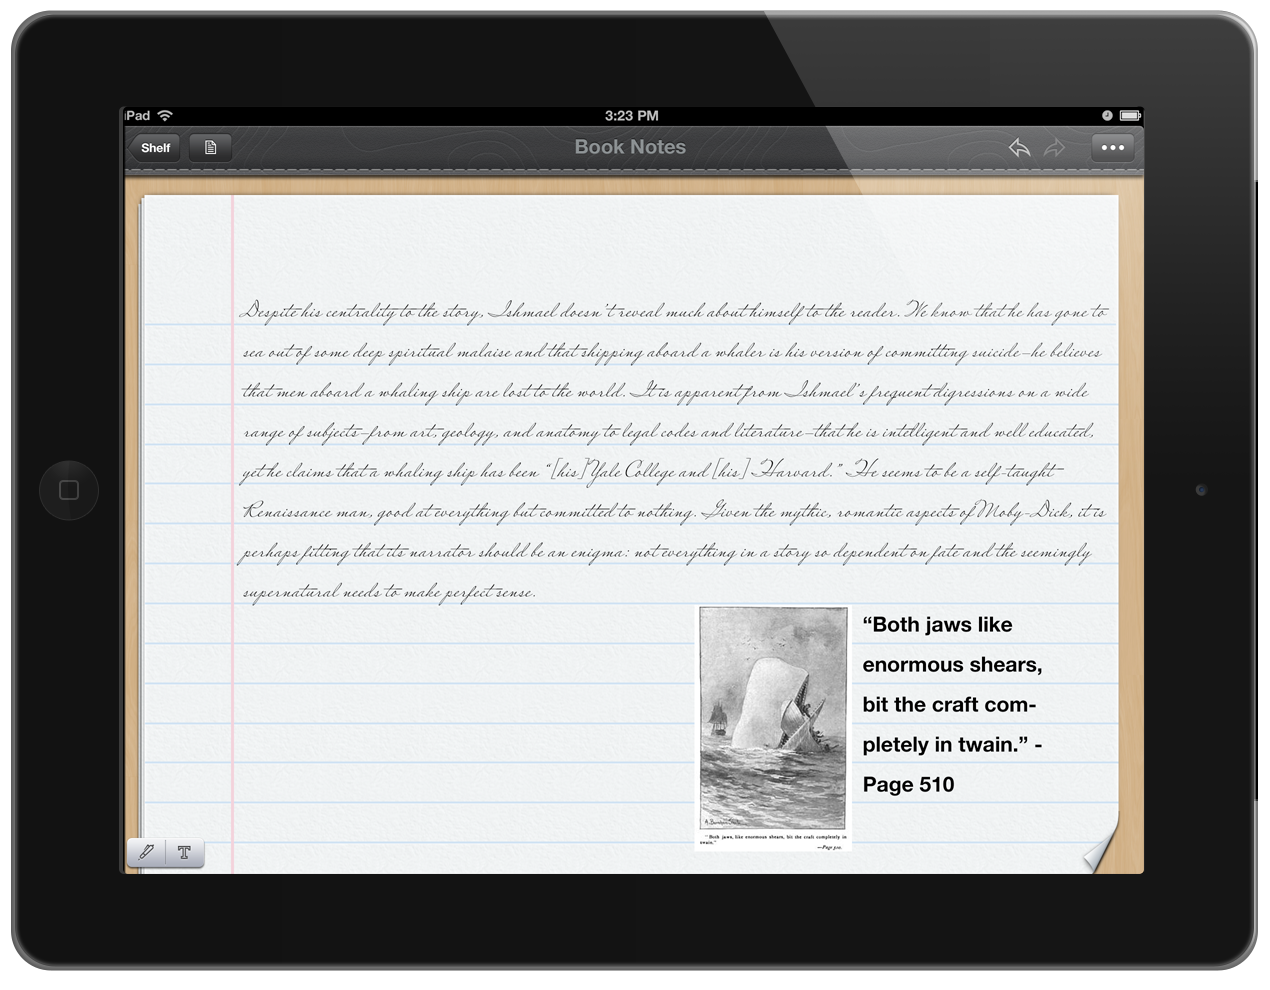 iPad 3:23 PM
Shelf Book Notes
Despite his centrality to the story, Ishmael doesn't reveal much about himself to the reader. We know that he has gone to
sea out of some deep spiritual malaise and that shipping aboard a whaler is his version of committing suicide—he believes
that men aboard a whaling ship are lost to the world. It is apparent from Ishmael's frequent digressions on a wide
range of subjects—from art, geology, and anatomy to legal codes and literature—that he is intelligent and well educated,
yet he claims that a whaling ship has been “[his] Yale College and [his] Harvard.” He seems to be a self-taught
Renaissance man, good at everything but committed to nothing. Given the mythic, romantic aspects of Moby-Dick, it is
perhaps fitting that its narrator should be an enigma: not everything in a story so dependent on fate and the seemingly
supernatural needs to make perfect sense.
“Both jaws like
enormous shears,
bit the craft com-
pletely in twain.” -
Page 510
“Both jaws, like enormous shears, bit the craft completely in
twain.”
—Page 510.
T